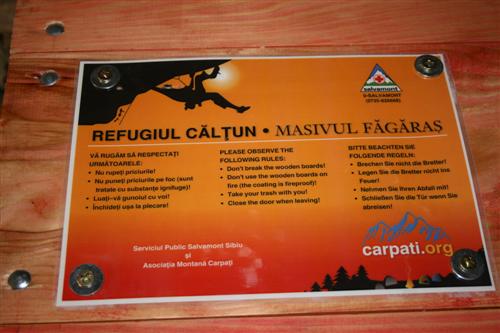 salvamont
0-SALVAMONT
(0725-826668)
REFUGIUL CĂLȚUN • MASIVUL FĂGĂRAȘ
VĂ RUGĂM SĂ RESPECTAȚI
URMĂTOARELE:
• Nu rupeți priciurile!
• Nu puneți priciurile pe foc (sunt
tratate cu substanța ignifuge)!
• Luați-vă gunoiul cu voi!
• Închideți ușa la plecare!
PLEASE OBSERVE THE
FOLLOWING RULES:
• Don't break the wooden boards!
• Don't use the wooden boards on
fire (the coating is fireproof)!
• Take your trash with you!
• Close the door when leaving!
BITTE BEACHTEN SIE
FOLGENDE REGELN:
• Brechen Sie nicht die Bretter!
• Legen Sie die Bretter nicht ins
Feuer!
• Nehmen Sie Ihren Abfall mit!
• Schließen Sie die Tür wenn Sie
abreisen!
Serviciul Public Salvamont Sibiu
și
Asociația Montană Carpați
carpati.org